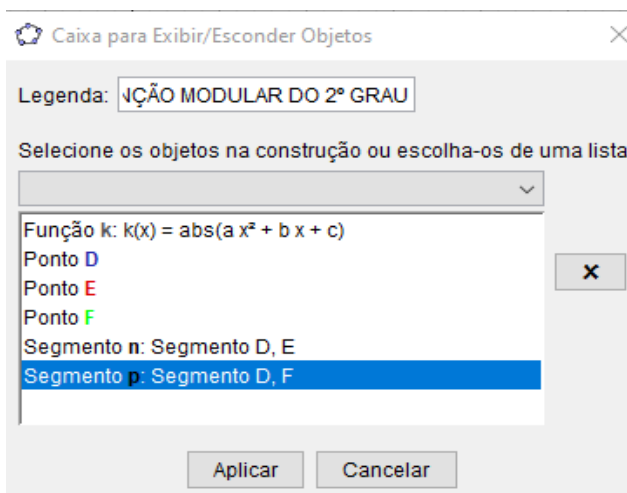 Caixa para Exibir/Esconder Objetos
Legenda: NÇÃO MODULAR DO 2º GRAU
Selecione os objetos na construção ou escolha-os de uma lista
Função k: k(x) = abs(a x² + b x + c)
Ponto D
Ponto E
Ponto F
Segmento n: Segmento D, E
Segmento p: Segmento D, F
Aplicar Cancelar